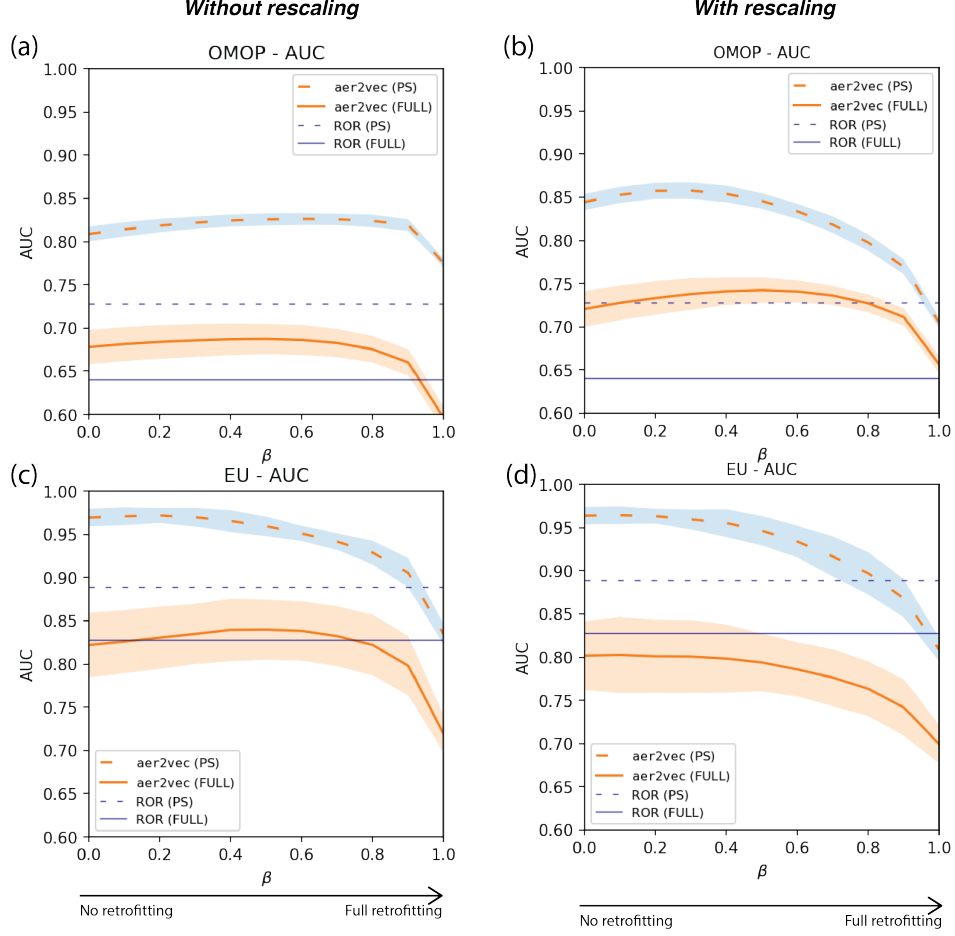 Without rescaling
With rescaling
(a)
OMOP - AUC
1.00
0.95
0.90
0.85
0.80
0.75
0.70
0.65
0.60
AUC
aer2vec (PS)
aer2vec (FULL)
ROR (PS)
ROR (FULL)
0.0 0.2 0.4 0.6 0.8 1.0
β
(b)
OMOP - AUC
1.00
0.95
0.90
0.85
0.80
0.75
0.70
0.65
0.60
AUC
aer2vec (PS)
aer2vec (FULL)
ROR (PS)
ROR (FULL)
0.0 0.2 0.4 0.6 0.8 1.0
β
(c)
EU - AUC
1.00
0.95
0.90
0.85
0.80
0.75
0.70
0.65
0.60
AUC
aer2vec (PS)
aer2vec (FULL)
ROR (PS)
ROR (FULL)
0.0 0.2 0.4 0.6 0.8 1.0
β
No retrofitting Full retrofitting
(d)
EU - AUC
1.00
0.95
0.90
0.85
0.80
0.75
0.70
0.65
0.60
AUC
aer2vec (PS)
aer2vec (FULL)
ROR (PS)
ROR (FULL)
0.0 0.2 0.4 0.6 0.8 1.0
β
No retrofitting Full retrofitting